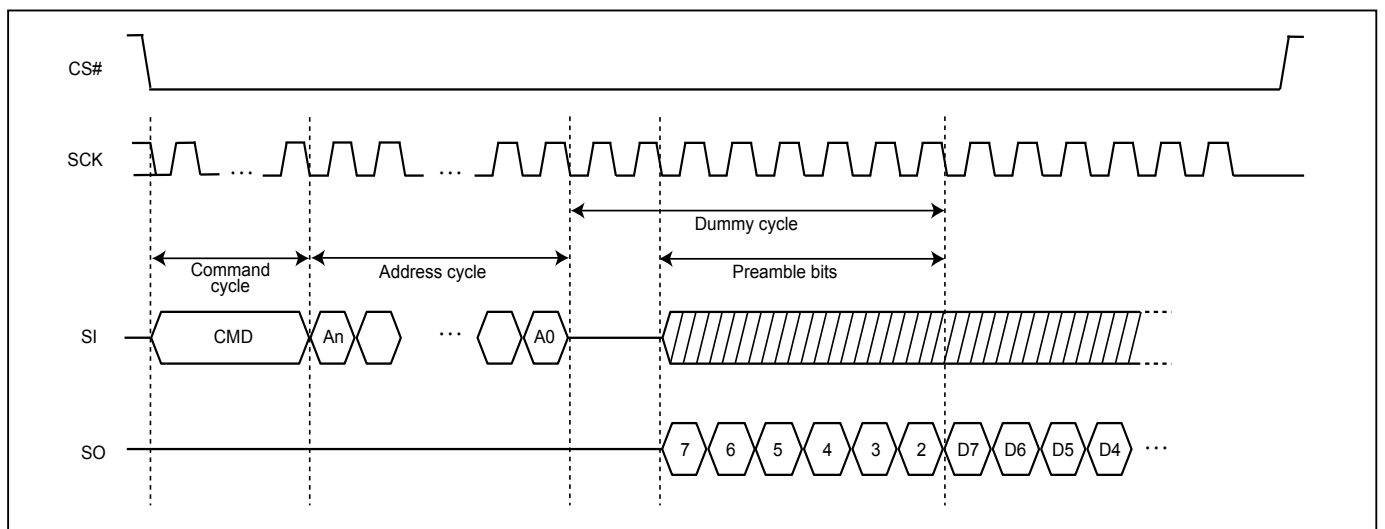 CS#
SCK
... ...
Dummy cycle
Command
cycle
Address cycle
Preamble bits
SI
CMD An ... A0
SO
7 6 5 4 3 2 D7 D6 D5 D4 ...